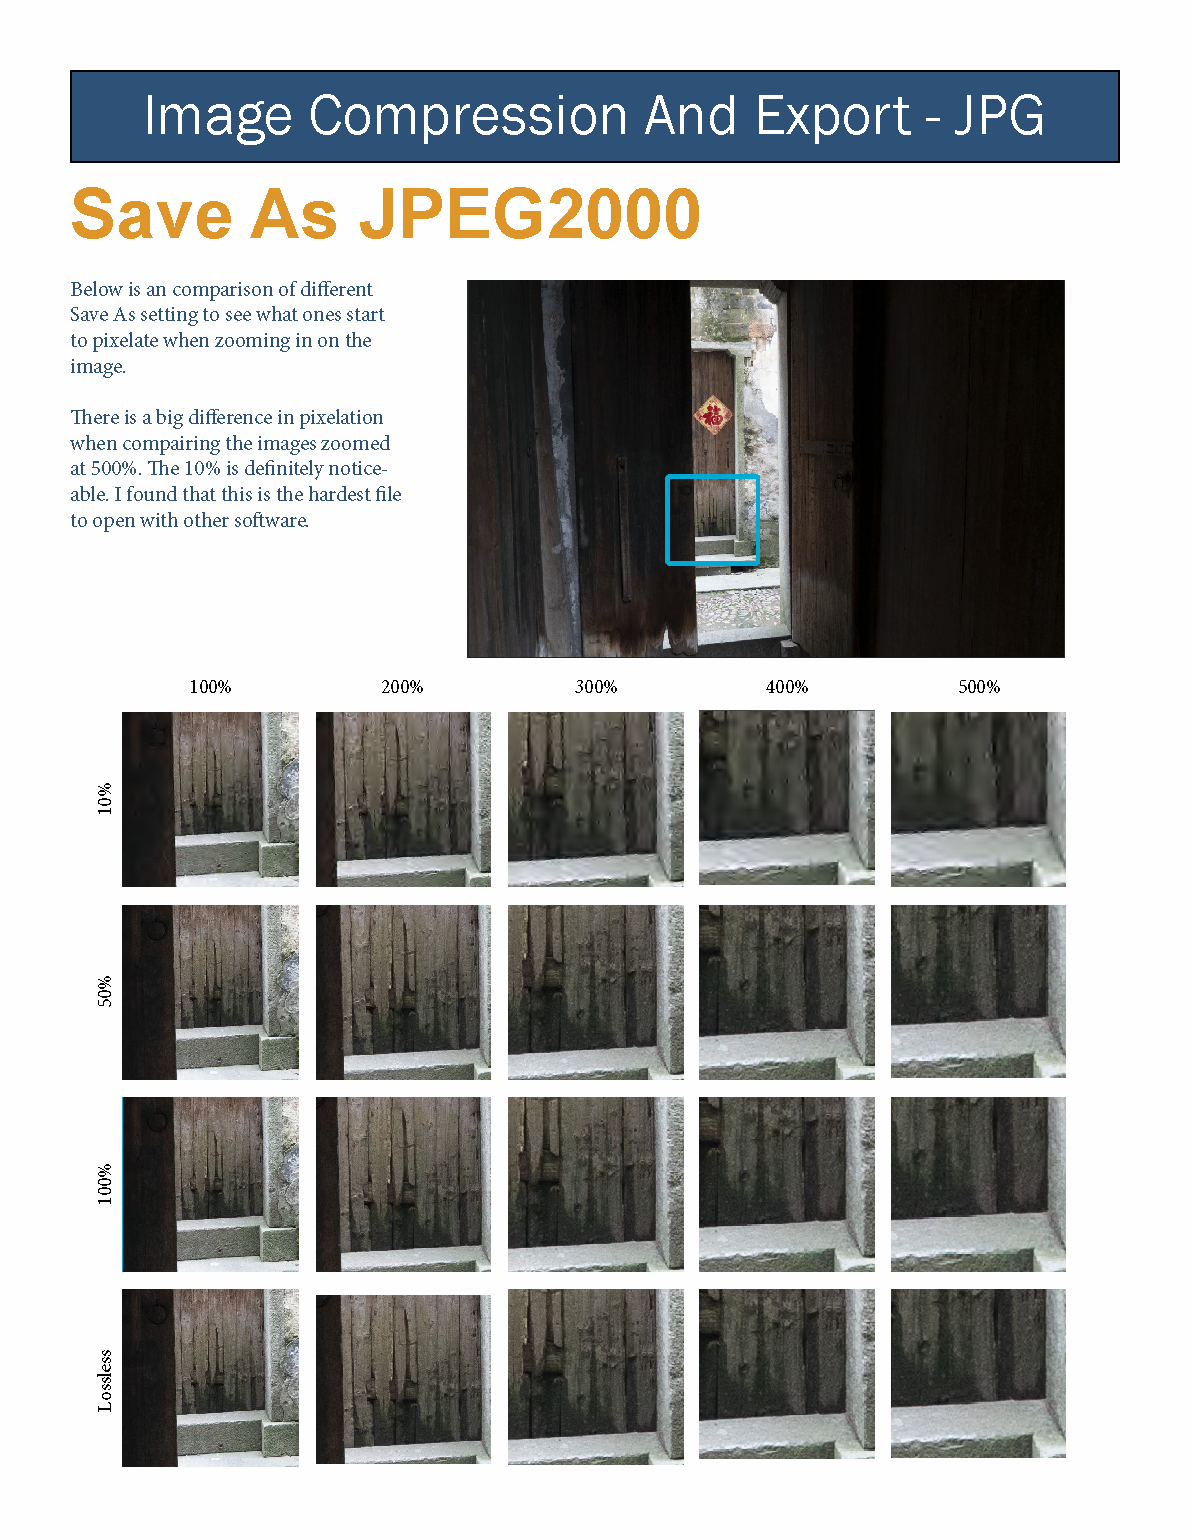 Image Compression And Export - JPG
Save As JPEG2000
Below is an comparison of different
Save As setting to see what ones start
to pixelate when zooming in on the
image.
There is a big difference in pixelation
when compairing the images zoomed
at 500%. The 10% is definitely notice-
able. I found that this is the hardest file
to open with other software.
福
100% 200% 300% 400% 500%
10%
50%
100%
Lossless